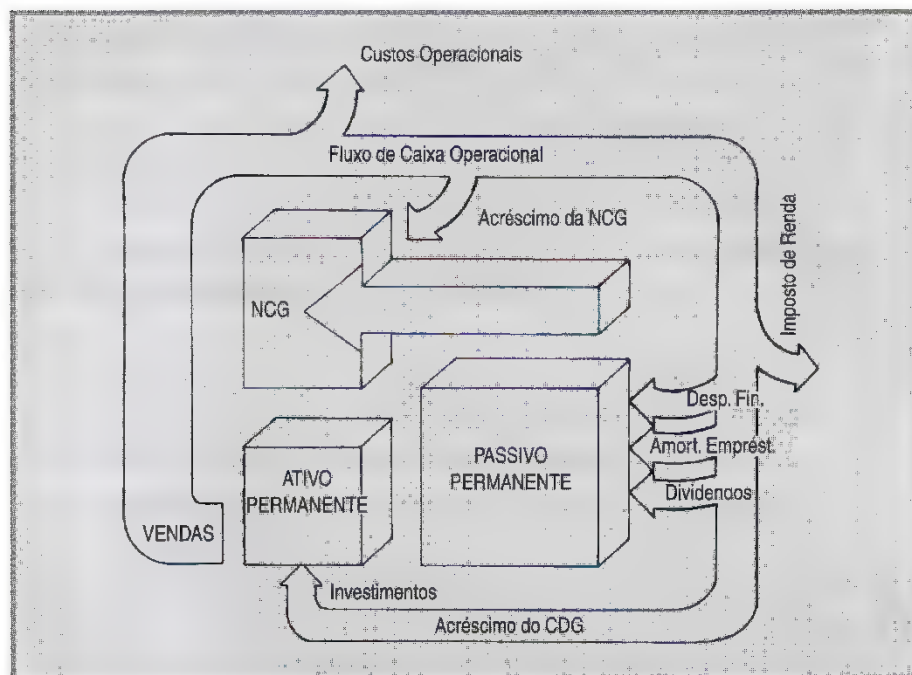 Custos Operacionais
Fluxo de Caixa Operacional
Acréscimo da NCG
Imposto de Renda
NCG
Desp. Fin.
Amort. Emprést.
Dividendos
PASSIVO
PERMANENTE
ATIVO
PERMANENTE
VENDAS
Investimentos
Acréscimo do CDG